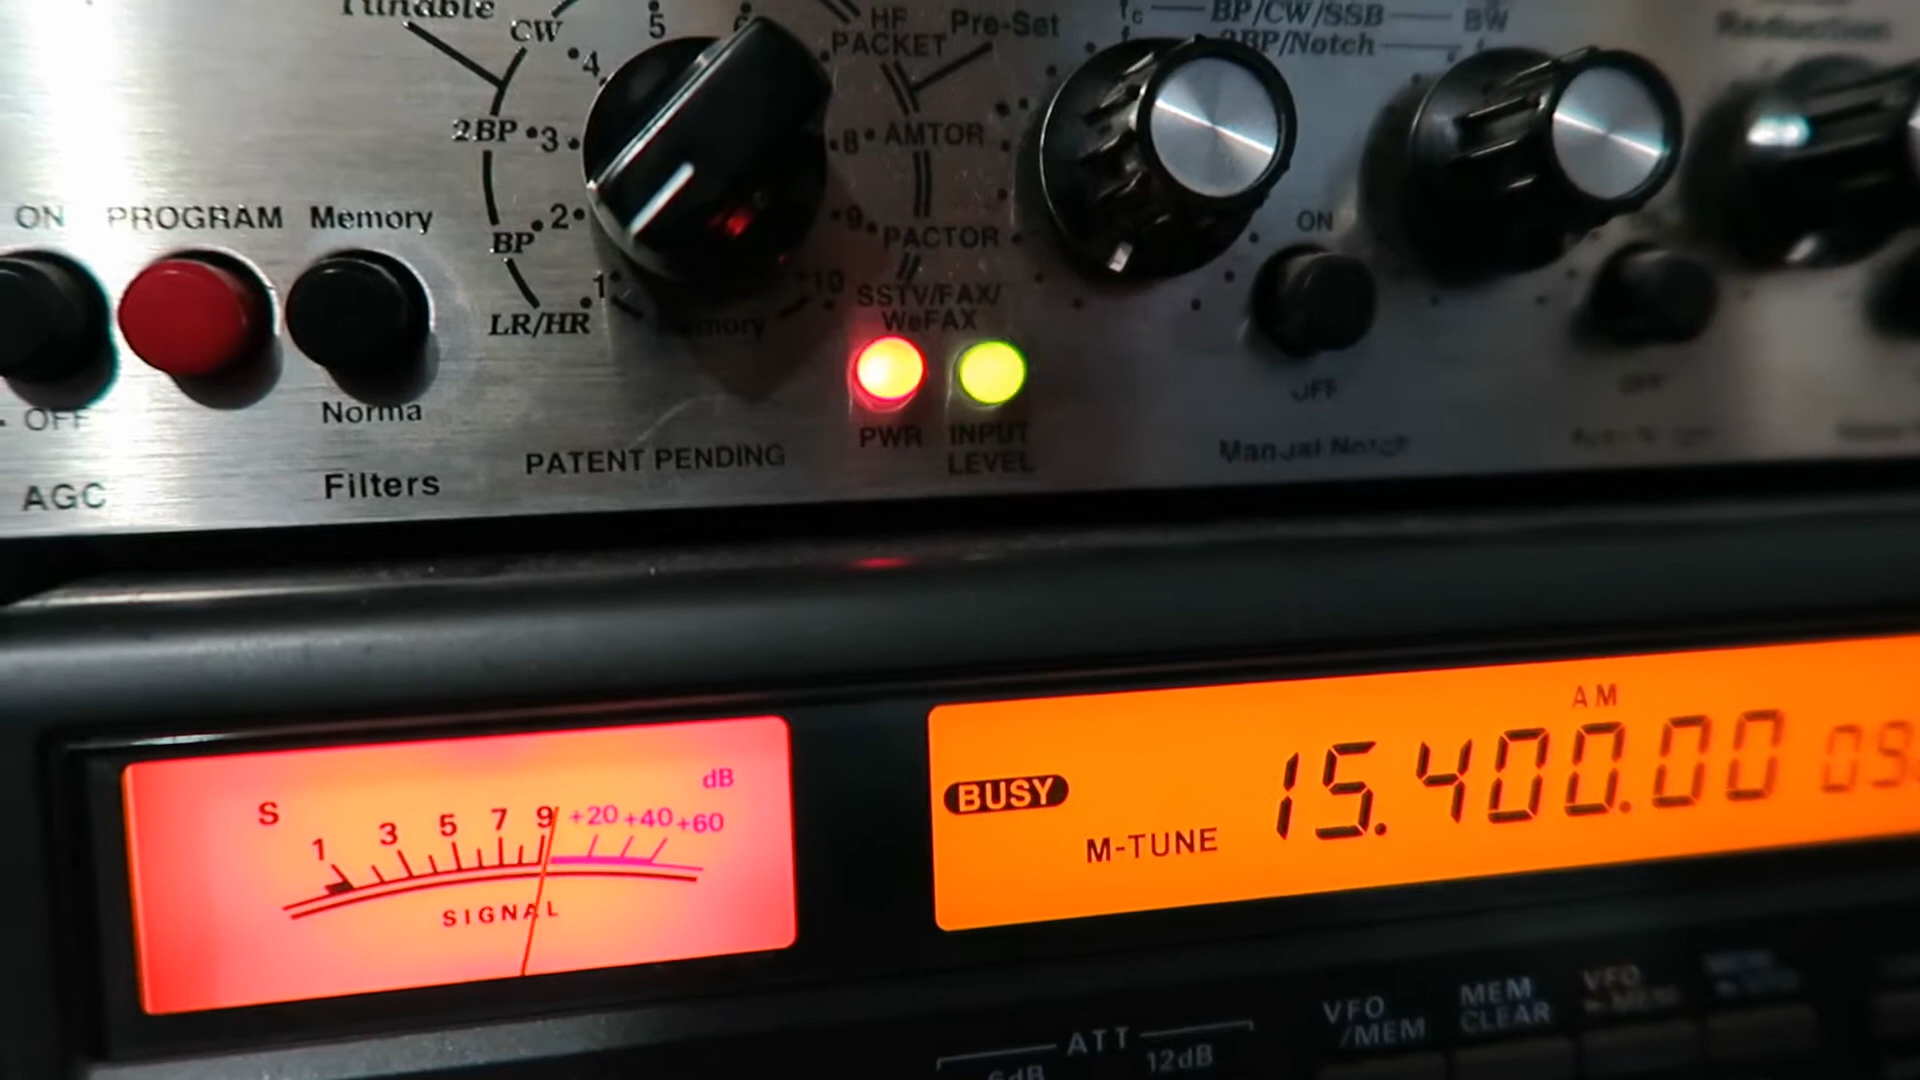 Tunable
CW
5
6
HF
PACKET
Pre-Set
fc
BP/CW/SSB
BW
2BP/Notch
Reduction
4
2BP
3
8
AMTOR
ON
PROGRAM
Memory
2
BP
9
PACTOR
ON
1
10
LR/HR
Memory
SSTV/FAX/
WeFAX
OFF
Norma
OFF
OFF
PWR
INPUT
LEVEL
Manual Notch
PATENT PENDING
AGC
Filters
S
dB
1 3 5 7 9 +20 +40 +60
SIGNAL
AM
BUSY
15.400.00
M-TUNE
VFO
/MEM
MEM
CLEAR
VFO
►MEM
ATT
6dB
12dB